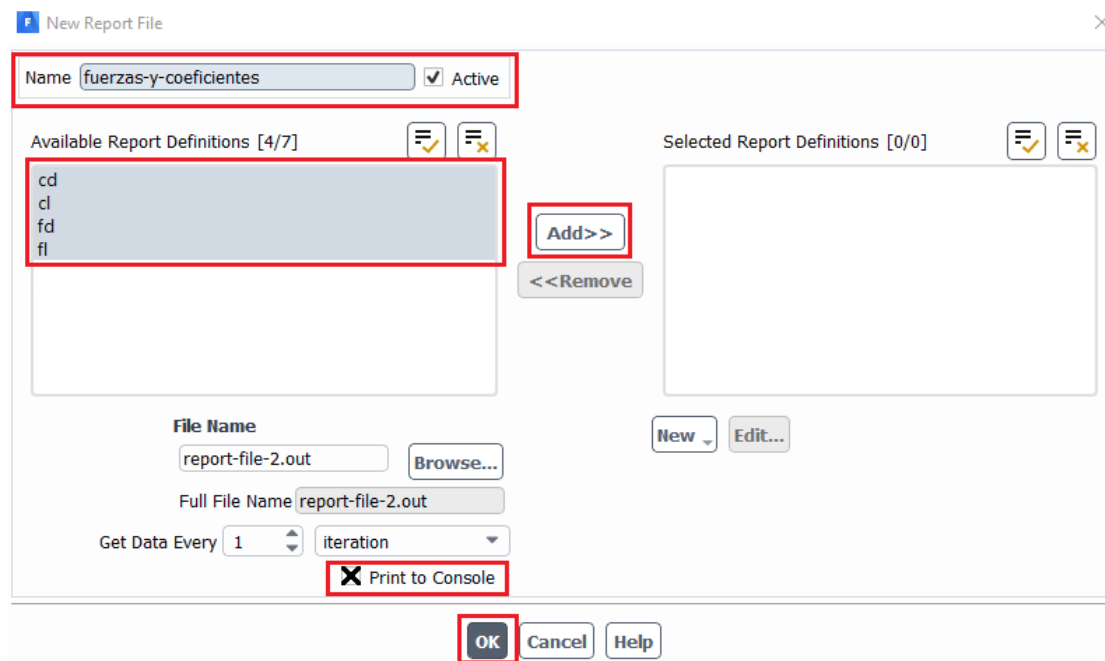 F New Report File
Name fuerzas-y-coeficientes Active
Available Report Definitions [4/7]
Selected Report Definitions [0/0]
cd
cl
fd
fl
Add>>
<<Remove
File Name
report-file-2.out Browse...
Full File Name report-file-2.out
Get Data Every 1 iteration
Print to Console
New Edit...
OK Cancel Help